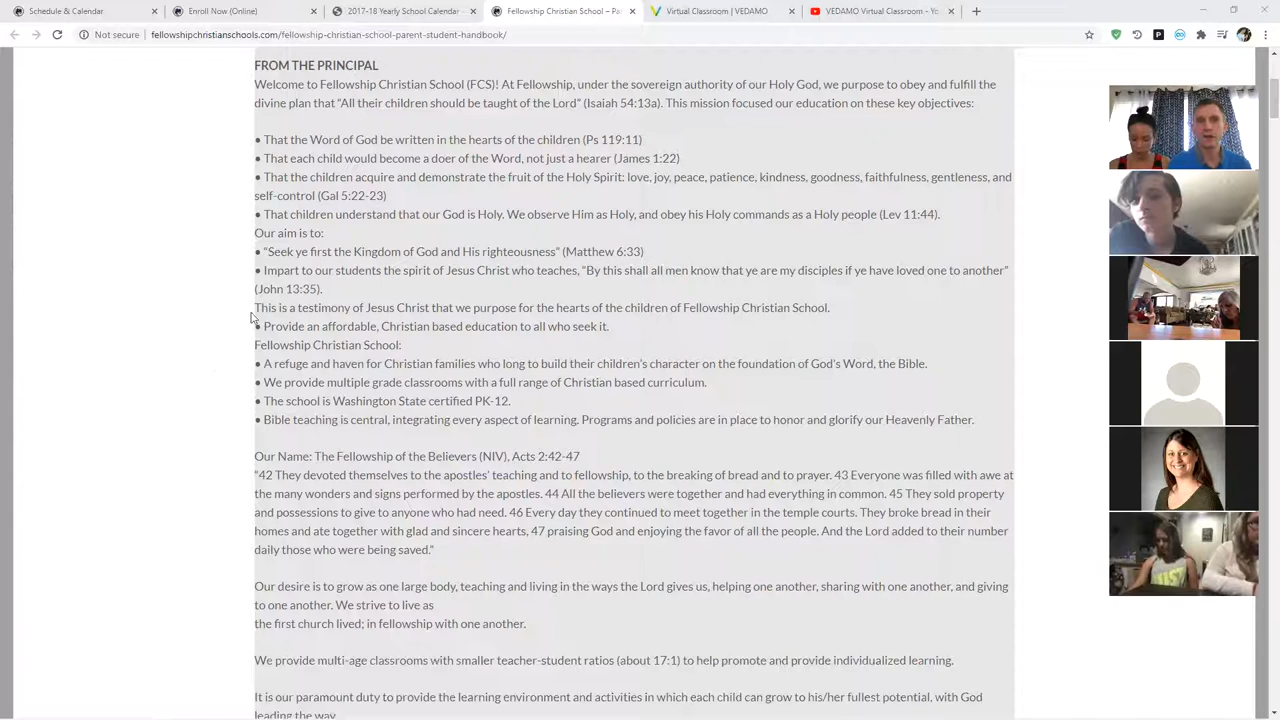 Schedule & Calendar
Enroll Now (Online)
2017-18 Yearly School Calendar
Fellowship Christian School – Pa
Virtual Classroom | VEDAMO
VEDAMO Virtual Classroom - Yo
Not secure
fellowshipchristianschools.com/fellowship-christian-school-parent-student-handbook/
FROM THE PRINCIPAL
Welcome to Fellowship Christian School (FCS)! At Fellowship, under the sovereign authority of our Holy God, we purpose to obey and fulfill the
divine plan that “All their children should be taught of the Lord” (Isaiah 54:13a). This mission focused our education on these key objectives:
• That the Word of God be written in the hearts of the children (Ps 119:11)
• That each child would become a doer of the Word, not just a hearer (James 1:22)
• That the children acquire and demonstrate the fruit of the Holy Spirit: love, joy, peace, patience, kindness, goodness, faithfulness, gentleness, and
self-control (Gal 5:22-23)
• That children understand that our God is Holy. We observe Him as Holy, and obey his Holy commands as a Holy people (Lev 11:44).
Our aim is to:
• “Seek ye first the Kingdom of God and His righteousness” (Matthew 6:33)
• Impart to our students the spirit of Jesus Christ who teaches, “By this shall all men know that ye are my disciples if ye have loved one to another”
(John 13:35).
This is a testimony of Jesus Christ that we purpose for the hearts of the children of Fellowship Christian School.
• Provide an affordable, Christian based education to all who seek it.
Fellowship Christian School:
• A refuge and haven for Christian families who long to build their children’s character on the foundation of God’s Word, the Bible.
• We provide multiple grade classrooms with a full range of Christian based curriculum.
• The school is Washington State certified PK-12.
• Bible teaching is central, integrating every aspect of learning. Programs and policies are in place to honor and glorify our Heavenly Father.
Our Name: The Fellowship of the Believers (NIV), Acts 2:42-47
“42 They devoted themselves to the apostles’ teaching and to fellowship, to the breaking of bread and to prayer. 43 Everyone was filled with awe at
the many wonders and signs performed by the apostles. 44 All the believers were together and had everything in common. 45 They sold property
and possessions to give to anyone who had need. 46 Every day they continued to meet together in the temple courts. They broke bread in their
homes and ate together with glad and sincere hearts, 47 praising God and enjoying the favor of all the people. And the Lord added to their number
daily those who were being saved.”
Our desire is to grow as one large body, teaching and living in the ways the Lord gives us, helping one another, sharing with one another, and giving
to one another. We strive to live as
the first church lived; in fellowship with one another.
We provide multi-age classrooms with smaller teacher-student ratios (about 17:1) to help promote and provide individualized learning.
It is our paramount duty to provide the learning environment and activities in which each child can grow to his/her fullest potential, with God
leading the way.